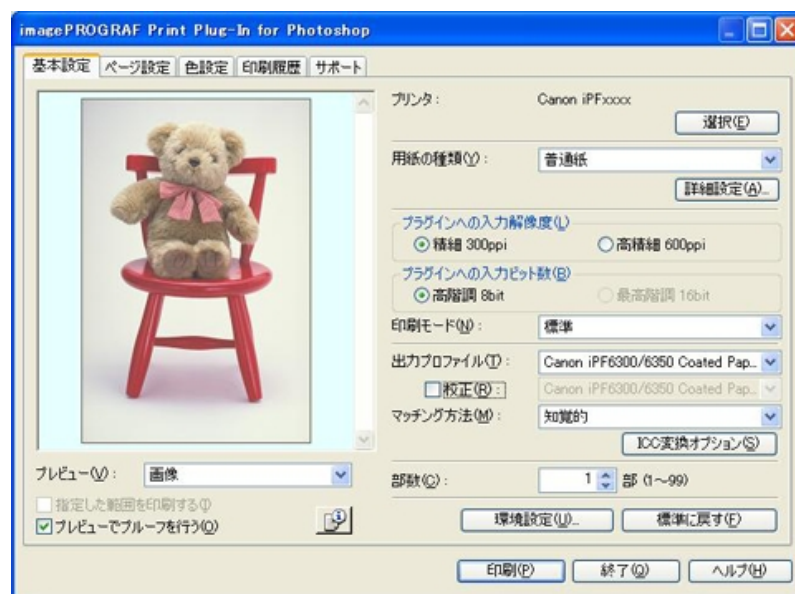 imagePROGRAF Print Plug-In for Photoshop
基本設定 ページ設定 色設定 印刷履歴 サポート
プリンタ： Canon iPFxxxx
選択(E)
用紙の種類(Y)： 普通紙
詳細設定(A)...
プラグインへの入力解像度(L)
精細 300ppi 高精細 600ppi
プラグインへの入力ビット数(B)
高階調 8bit 最高階調 16bit
印刷モード(N)： 標準
出力プロファイル(T)： Canon iPF6300/6350 Coated Pap...
校正(R)： Canon iPF6300/6350 Coated Pap...
マッチング方法(M)： 知覚的
ICC変換オプション(S)
プレビュー(V)： 画像
部数(C)： 1 部 (1～99)
指定した範囲を印刷する(I)
プレビューでプルーフを行う(O)
環境設定(U)... 標準に戻す(F)
印刷(P) 終了(Q) ヘルプ(H)